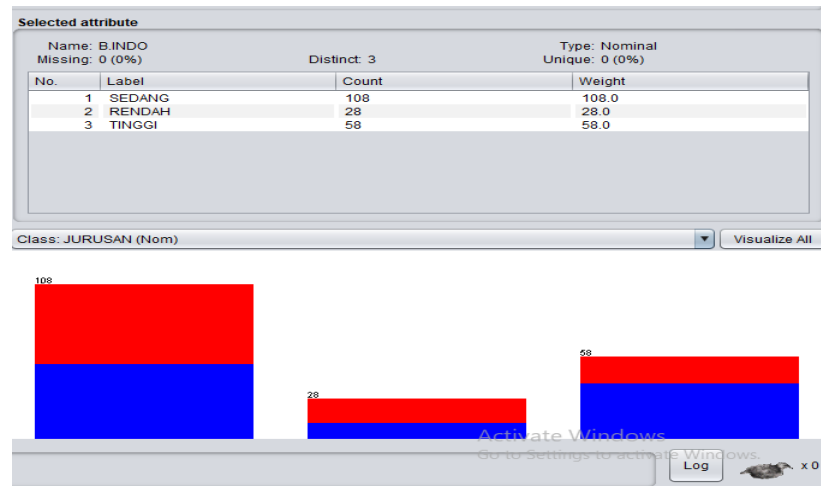 Selected attribute
Name: B.INDO Type: Nominal
Missing: 0 (0%) Distinct: 3 Unique: 0 (0%)
No. Label Count Weight
1 SEDANG 108 108.0
2 RENDAH 28 28.0
3 TINGGI 58 58.0
Class: JURUSAN (Nom) Visualize All
108
58
28
Activate Windows
Go to Settings to activate Windows.
Log x 0